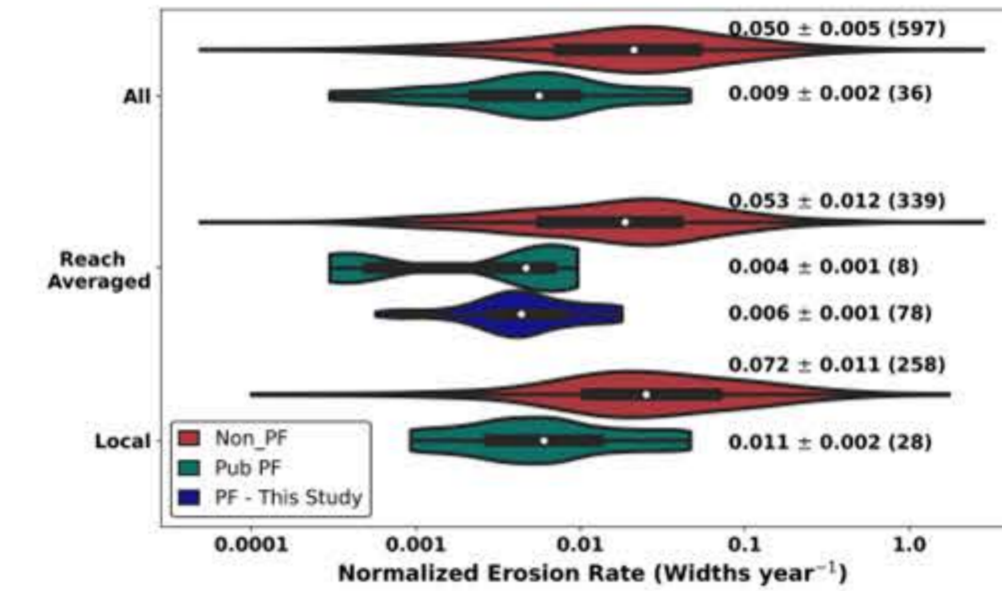 0.050 ± 0.005 (597)
All
0.009 ± 0.002 (36)
0.053 ± 0.012 (339)
Reach
Averaged
0.004 ± 0.001 (8)
0.006 ± 0.001 (78)
0.072 ± 0.011 (258)
Local
0.011 ± 0.002 (28)
Non_PF
Pub PF
PF - This Study
0.0001 0.001 0.01 0.1 1.0
Normalized Erosion Rate (Widths year⁻¹)